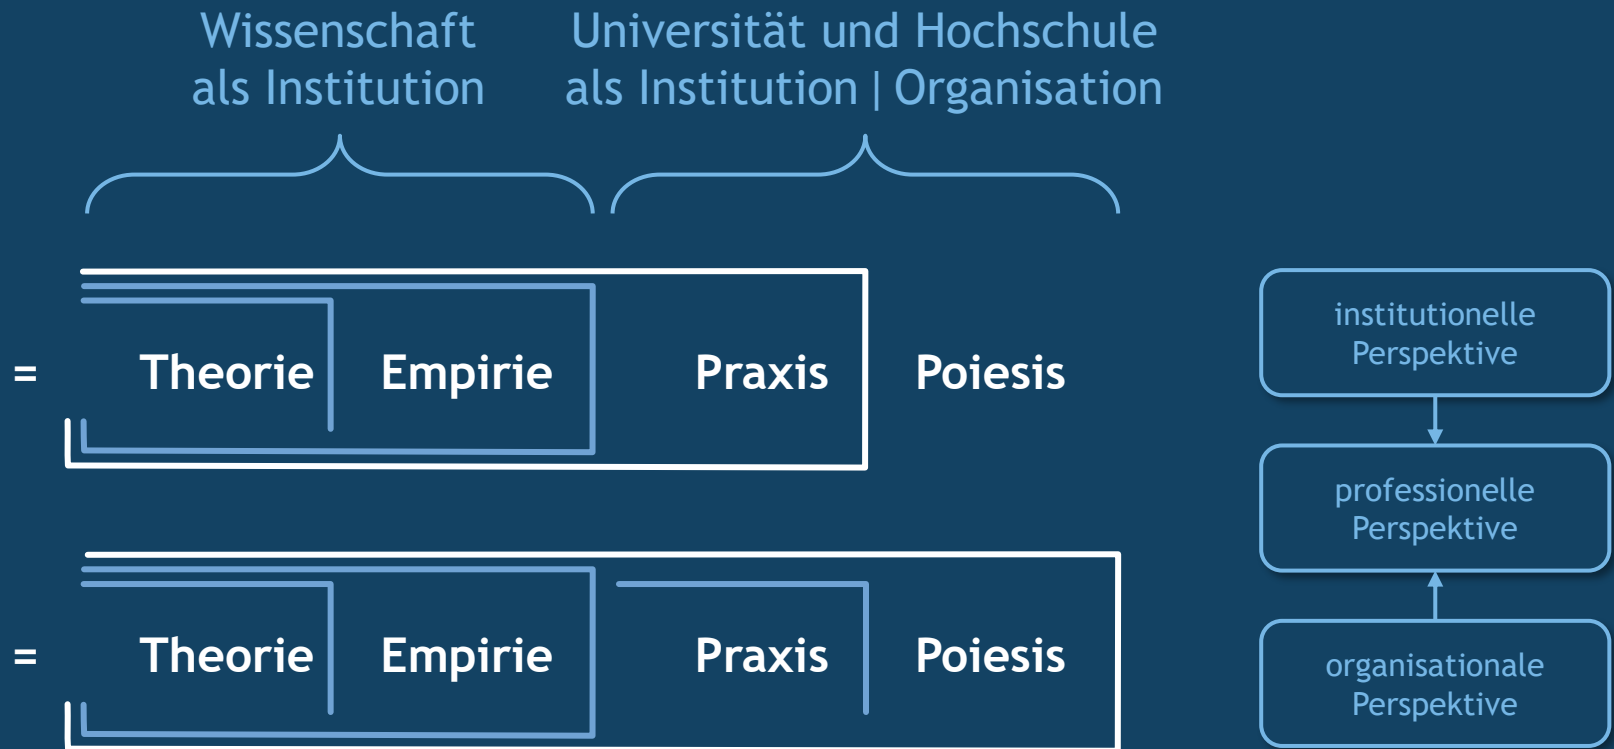 Wissenschaft
als Institution
Universität und Hochschule
als Institution | Organisation
= Theorie Empirie Praxis Poiesis
= Theorie Empirie Praxis Poiesis
institutionelle
Perspektive
professionelle
Perspektive
organisationale
Perspektive